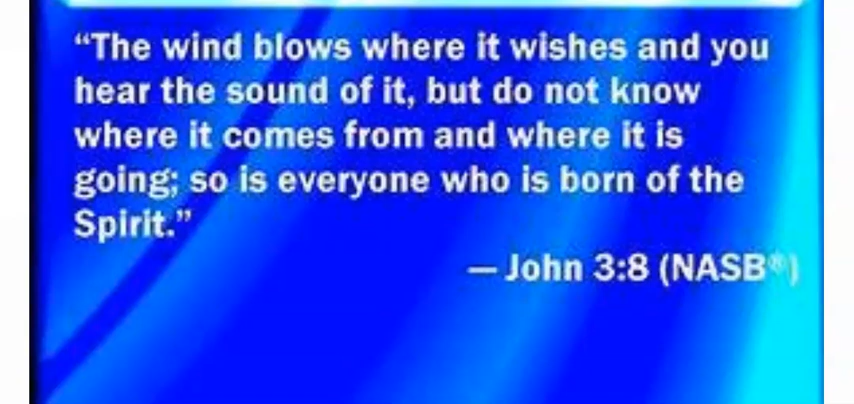 “The wind blows where it wishes and you
hear the sound of it, but do not know
where it comes from and where it is
going; so is everyone who is born of the
Spirit.”
— John 3:8 (NASB®)